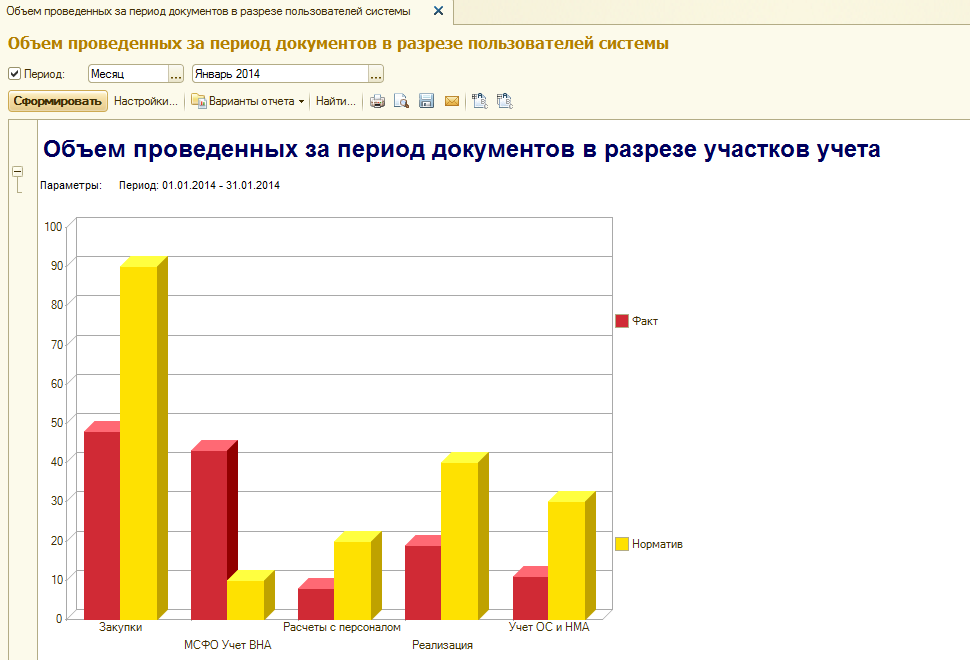 Объем проведенных за период документов в разрезе пользователей системы
Объем проведенных за период документов в разрезе пользователей системы
Период: Месяц ... Январь 2014 ...
Сформировать Настройки... Варианты отчета Найти...
Объем проведенных за период документов в разрезе участков учета
Параметры: Период: 01.01.2014 - 31.01.2014
100
90
80
70
60
50
40
30
20
10
0
Факт
Норматив
Закупки
МСФО Учет ВНА
Расчеты с персоналом
Реализация
Учет ОС и НМА